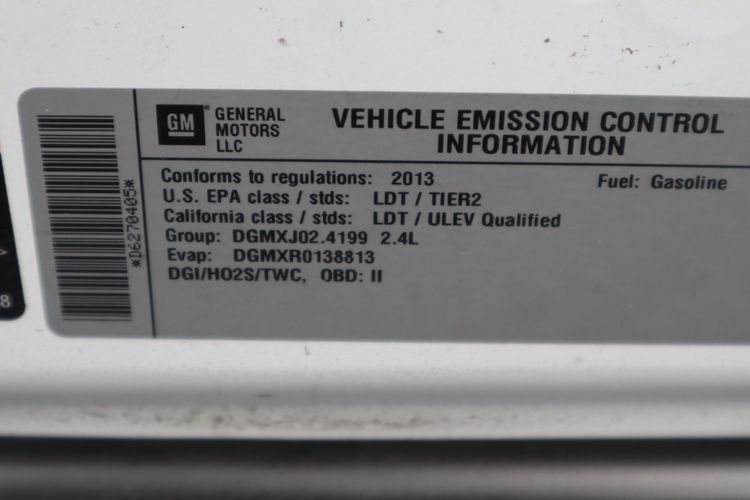 GM
GENERAL
MOTORS
LLC
VEHICLE EMISSION CONTROL
INFORMATION
Conforms to regulations: 2013
Fuel: Gasoline
U.S. EPA class / stds: LDT / TIER2
California class / stds: LDT / ULEV Qualified
Group: DGMXJ02.4199 2.4L
Evap: DGMXR0138813
DGI/HO2S/TWC, OBD: II
*D6270405*
8